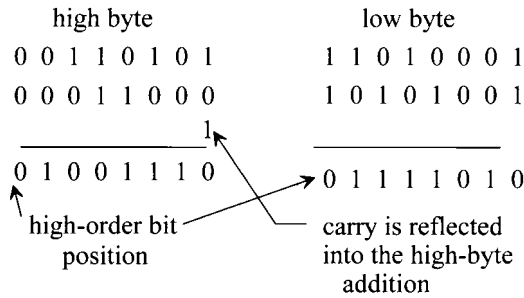 high byte low byte
0 0 1 1 0 1 0 1 1 1 0 1 0 0 0 1
0 0 0 1 1 0 0 0 1 0 1 0 1 0 0 1
1
0 1 0 0 1 1 1 0 0 1 1 1 1 0 1 0
high-order bit
position
carry is reflected
into the high-byte
addition